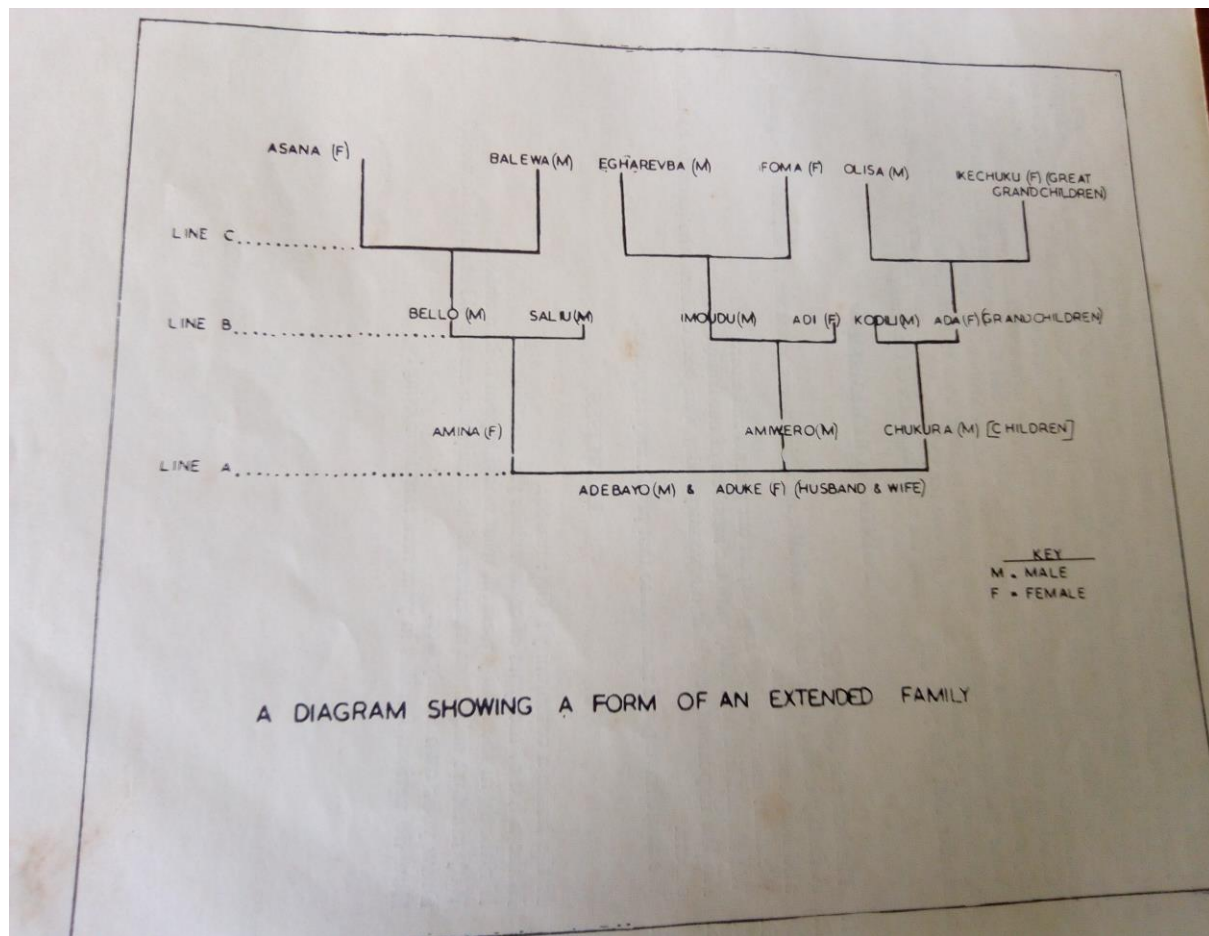 ASANA (F)
BALEWA (M)
EGHAREVBA (M)
FOMA (F)
OLISA (M)
IKECHUKU (F) (GREAT
GRANDCHILDREN)
LINE C
BELLO (M)
SALIU (M)
IMOUDU (M)
ADI (F)
KODILI (M)
ADA (F) (GRANDCHILDREN)
LINE B
AMINA (F)
AMIWERO (M)
CHUKURA (M) [CHILDREN]
LINE A
ADEBAYO (M) & ADUKE (F) (HUSBAND & WIFE)
KEY
M - MALE
F - FEMALE
A DIAGRAM SHOWING A FORM OF AN EXTENDED FAMILY